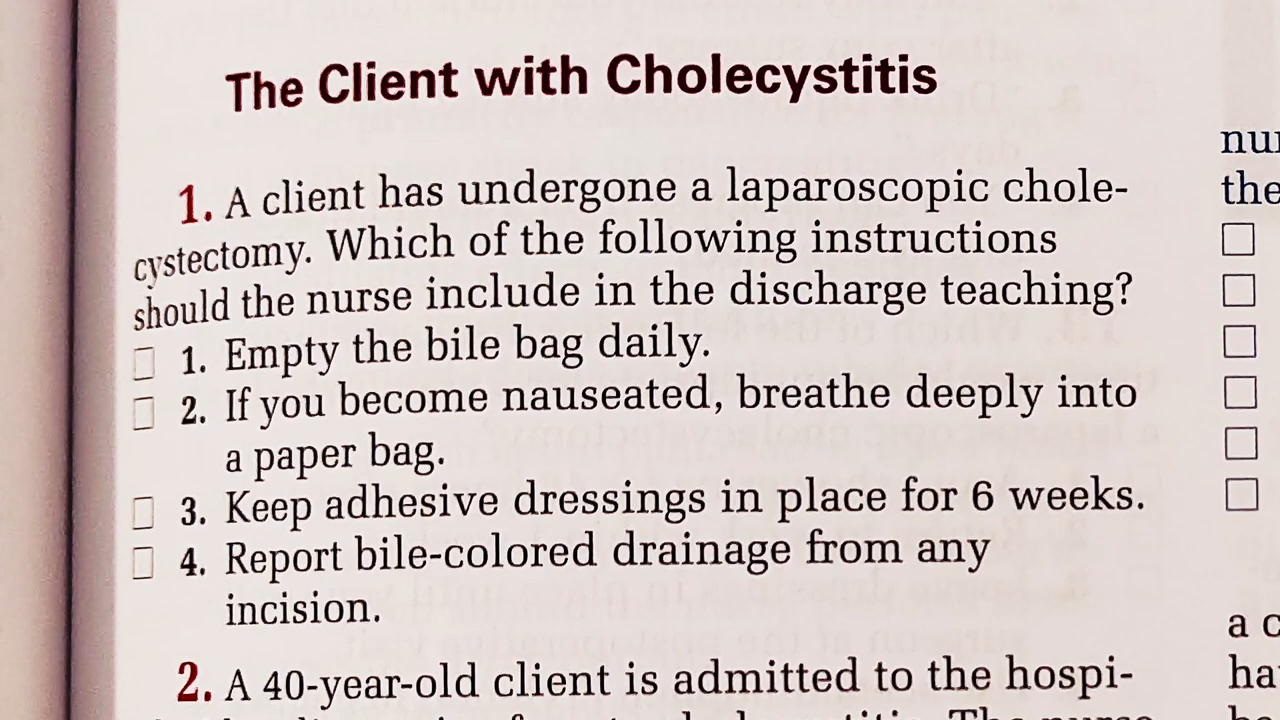 The Client with Cholecystitis
1. A client has undergone a laparoscopic chole-
cystectomy. Which of the following instructions
should the nurse include in the discharge teaching?
1. Empty the bile bag daily.
2. If you become nauseated, breathe deeply into
a paper bag.
3. Keep adhesive dressings in place for 6 weeks.
4. Report bile-colored drainage from any
incision.
2. A 40-year-old client is admitted to the hospi-
The nurse
the
a